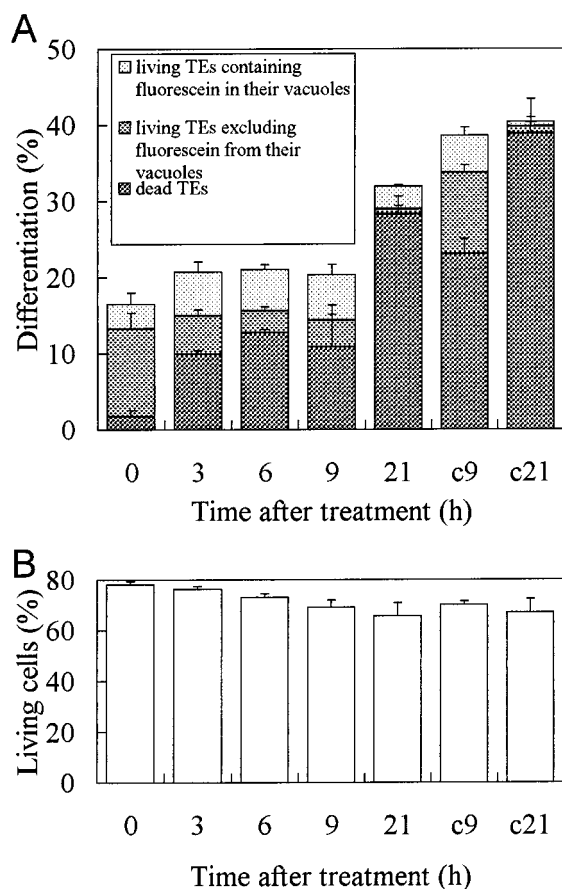 A
50
40
30
20
10
0
Differentiation (%)
living TEs containing
fluorescein in their vacuoles
living TEs excluding
fluorescein from their
vacuoles
dead TEs
0 3 6 9 21 c9 c21
Time after treatment (h)
B
80
60
40
20
0
Living cells (%)
0 3 6 9 21 c9 c21
Time after treatment (h)